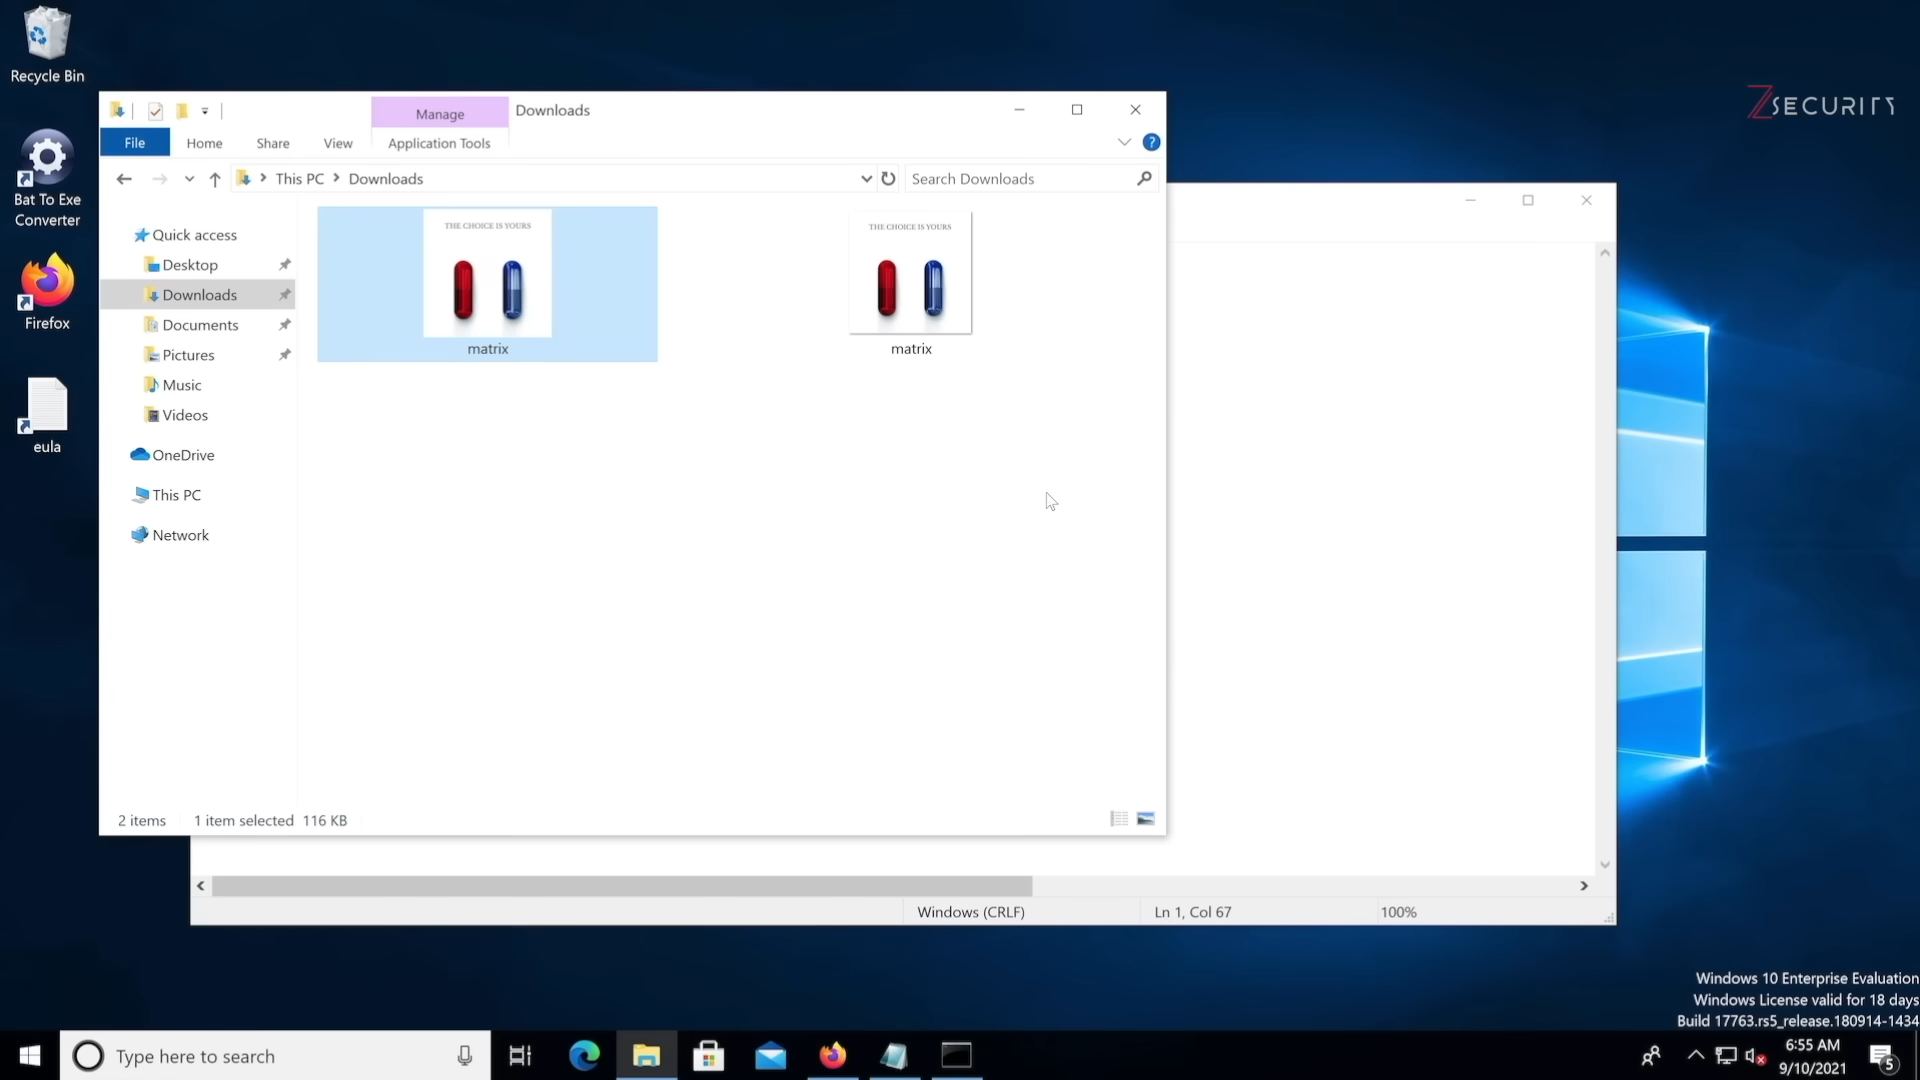 Recycle Bin
Bat To Exe
Converter
Firefox
eula
Manage
Downloads
File
Home
Share
View
Application Tools
?
This PC
Downloads
Search Downloads
Quick access
Desktop
Downloads
Documents
Pictures
Music
Videos
OneDrive
This PC
Network
THE CHOICE IS YOURS
matrix
THE CHOICE IS YOURS
matrix
2 items
1 item selected 116 KB
ZSECURITY
Windows (CRLF)
Ln 1, Col 67
100%
Windows 10 Enterprise Evaluation
Windows License valid for 18 days
Build 17763.rs5_release.180914-1434
Type here to search
6:55 AM
9/10/2021
5